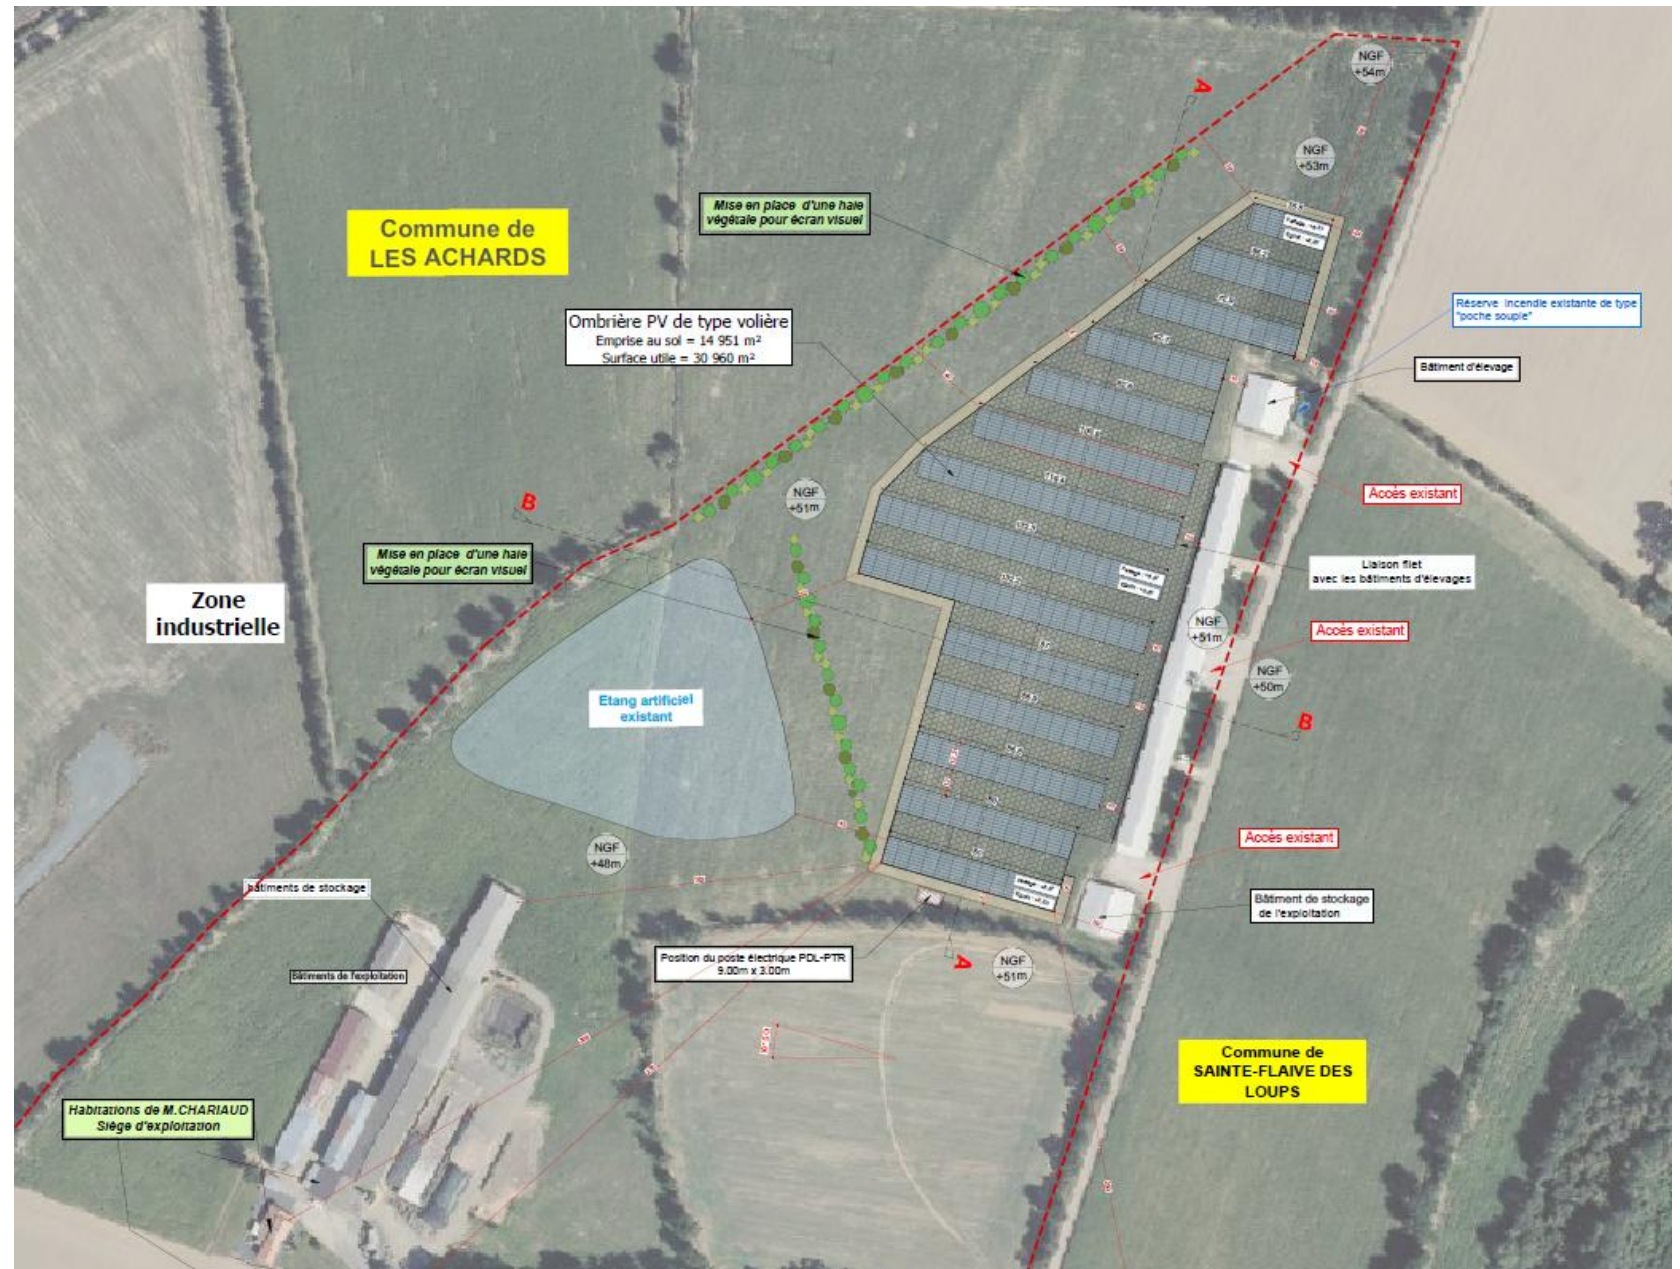 NGF
+54m
A
NGF
+53m
Mise en place d'une haie
végétale pour écran visuel
Commune de
LES ACHARDS
Ombrière PV de type volière
Emprise au sol = 14 951 m²
Surface utile = 30 960 m²
Réserve incendie existante de type
"poche souple"
Bâtiment d'élevage
NGF
+51m
B
Accès existant
Mise en place d'une haie
végétale pour écran visuel
Liaison filet
avec les bâtiments d'élevages
Zone
industrielle
NGF
+51m
Accès existant
NGF
+50m
Etang artificiel
existant
B
NGF
+48m
Accès existant
bâtiments de stockage
Bâtiment de stockage
de l'exploitation
Position du poste électrique PDL-PTR
9.00m x 3.00m
A
NGF
+51m
Bâtiments de l'exploitation
Commune de
SAINTE-FLAIVE DES
LOUPS
Habitations de M.CHARIAUD
Siège d'exploitation